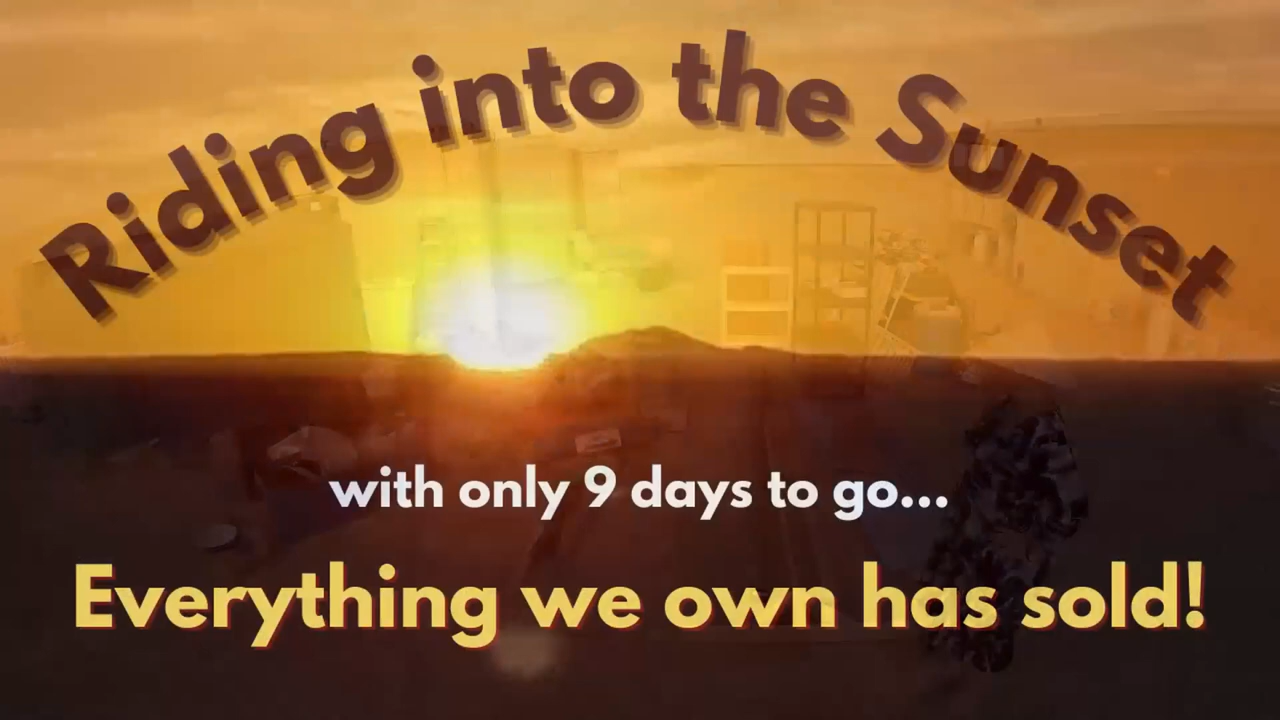 Riding into the Sunset
with only 9 days to go...
Everything we own has sold!